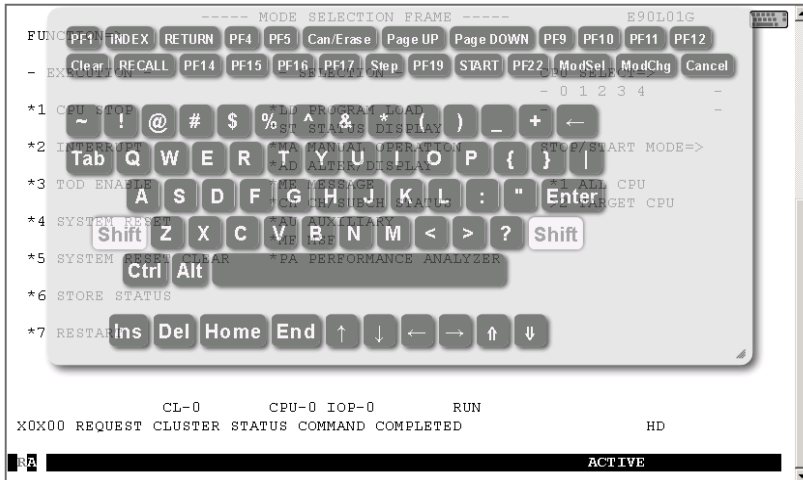 ----- MODE SELECTION FRAME ----- E90L01G
FUNCTION=>
PF1 INDEX RETURN PF4 PF5 Can/Erase Page UP Page DOWN PF9 PF10 PF11 PF12
Clear RECALL PF14 PF15 PF16 PF17 Step PF19 START PF22 ModSel ModChg Cancel
- EXECUTION - - SELECTION - CPU SELECT=>
- 0 1 2 3 4 -
*1 CPU STOP *LD PROGRAM LOAD - -
~ ! @ # $ % ^ & * ( ) _ + ←
*ST STATUS DISPLAY
*2 INTERRUPT *MA MANUAL OPERATION STOP/START MODE=>
Tab Q W E R T Y U I O P { } |
*AD ALTER/DISPLAY
*3 TOD ENABLE *ME MESSAGE *1 ALL CPU
A S D F G H J K L : " Enter
*CH CH/SUBCH STATUS *2 TARGET CPU
*4 SYSTEM RESET *AU AUXILIARY
Shift Z X C V B N M < > ? Shift
*MF MSF
*5 SYSTEM RESET CLEAR *PA PERFORMANCE ANALYZER
Ctrl Alt
*6 STORE STATUS
*7 RESTART
Ins Del Home End ↑ ↓ ← → ⇑ ⇓
CL-0 CPU-0 IOP-0 RUN
X0X00 REQUEST CLUSTER STATUS COMMAND COMPLETED HD
RA ACTIVE